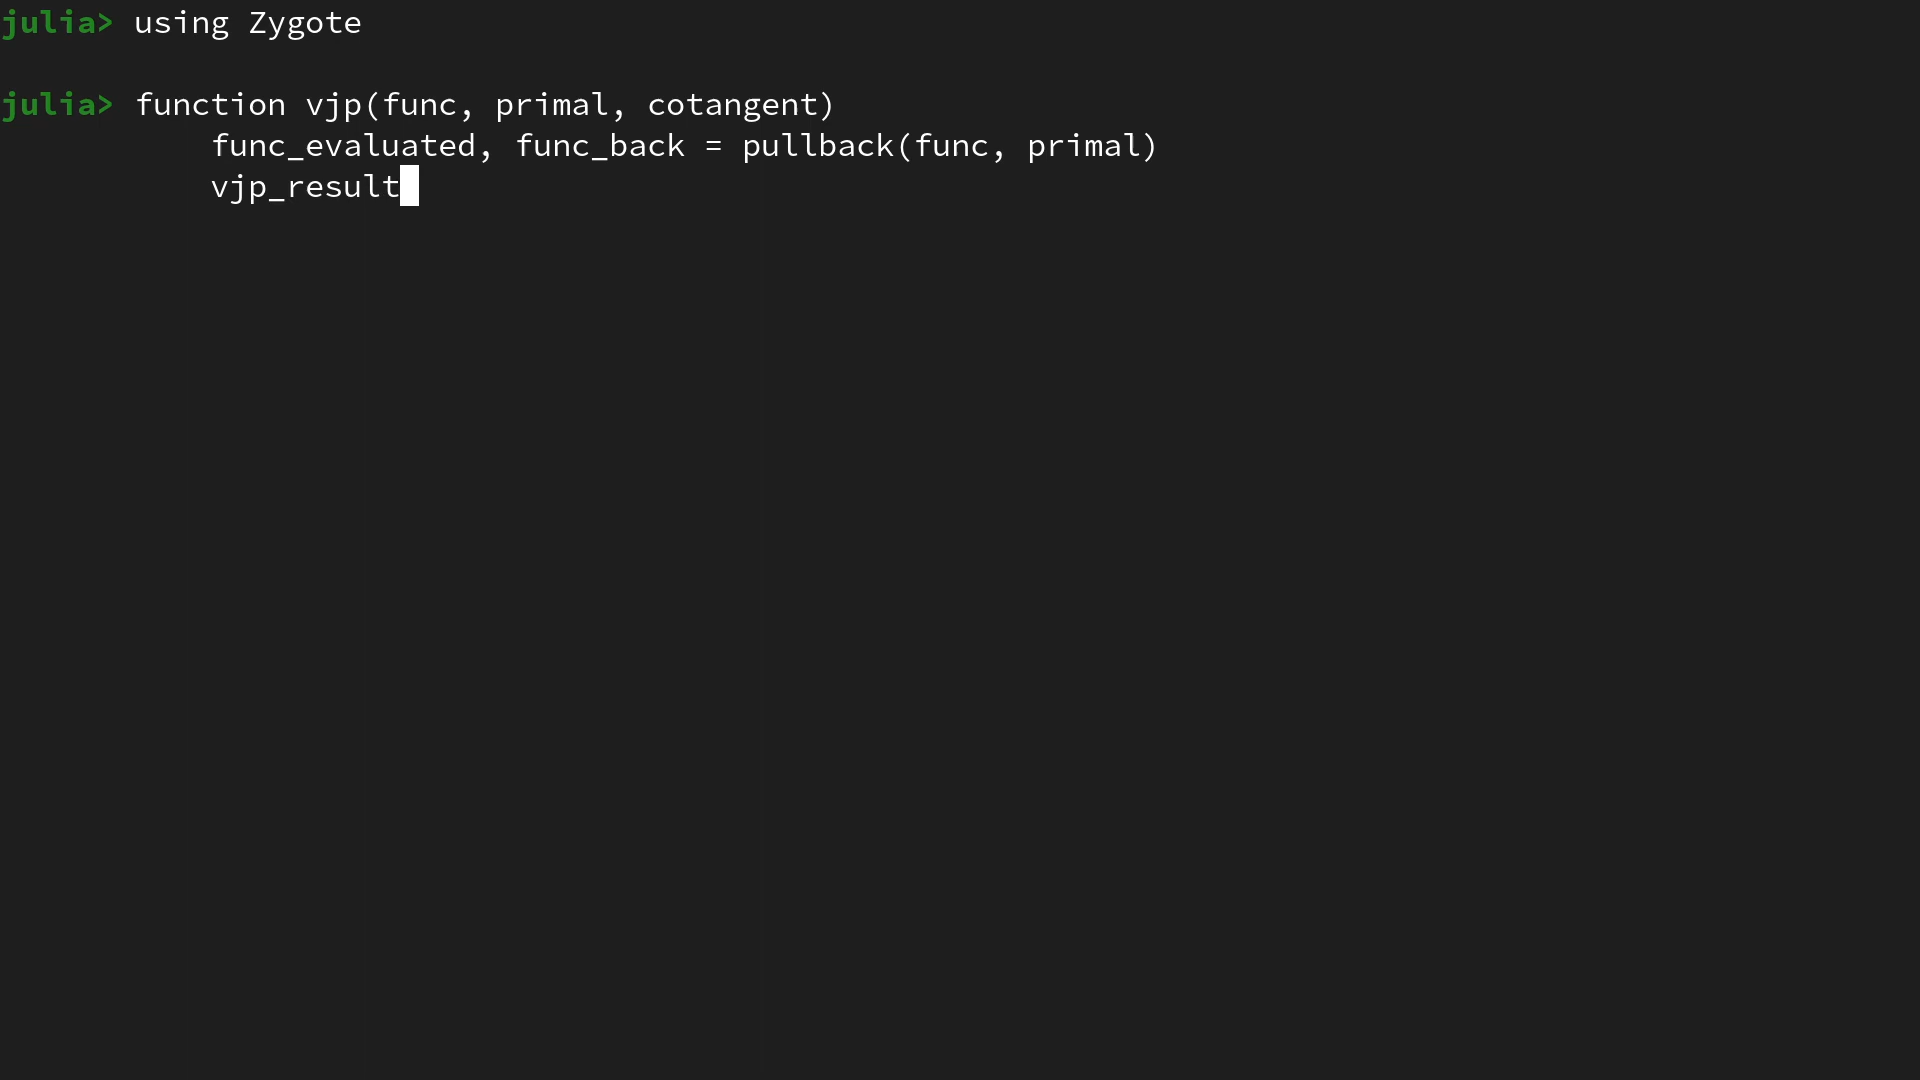 julia> using Zygote
julia> function vjp(func, primal, cotangent)
func_evaluated, func_back = pullback(func, primal)
vjp_result